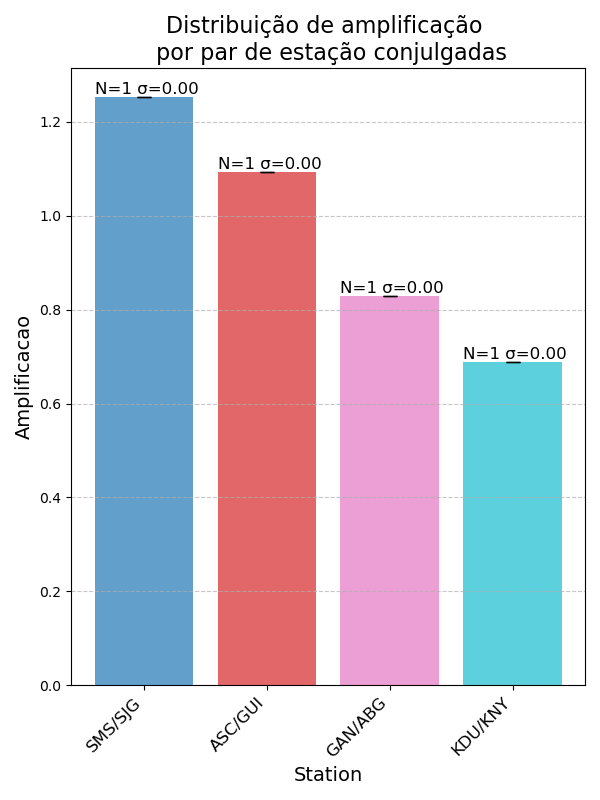 Distribuição de amplificação
por par de estação conjulgadas
N=1 σ=0.00
N=1 σ=0.00
N=1 σ=0.00
N=1 σ=0.00
1.2
1.0
0.8
0.6
0.4
0.2
0.0
Amplificacao
SMS/SJG
ASC/GUI
GAN/ABG
KDU/KNY
Station